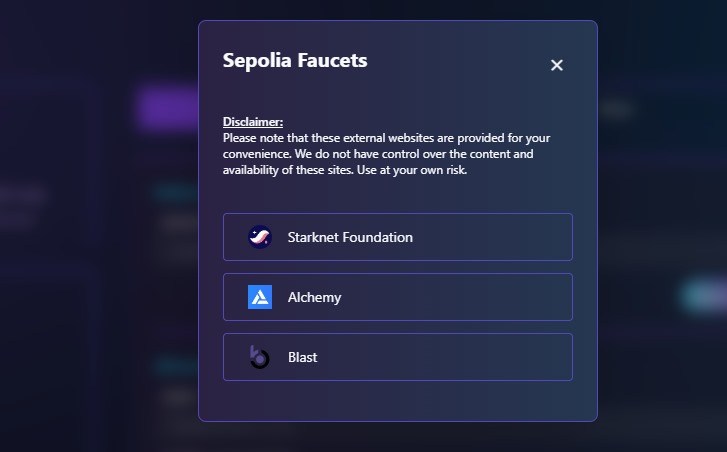 Sepolia Faucets
Disclaimer:
Please note that these external websites are provided for your
convenience. We do not have control over the content and
availability of these sites. Use at your own risk.
Starknet Foundation
Alchemy
Blast